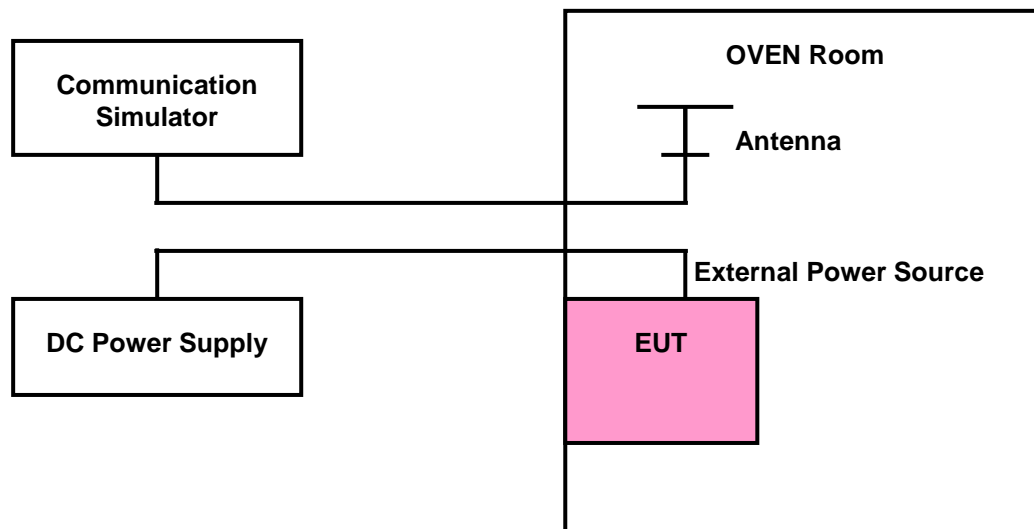 Communication
Simulator
OVEN Room
Antenna
External Power Source
DC Power Supply
EUT